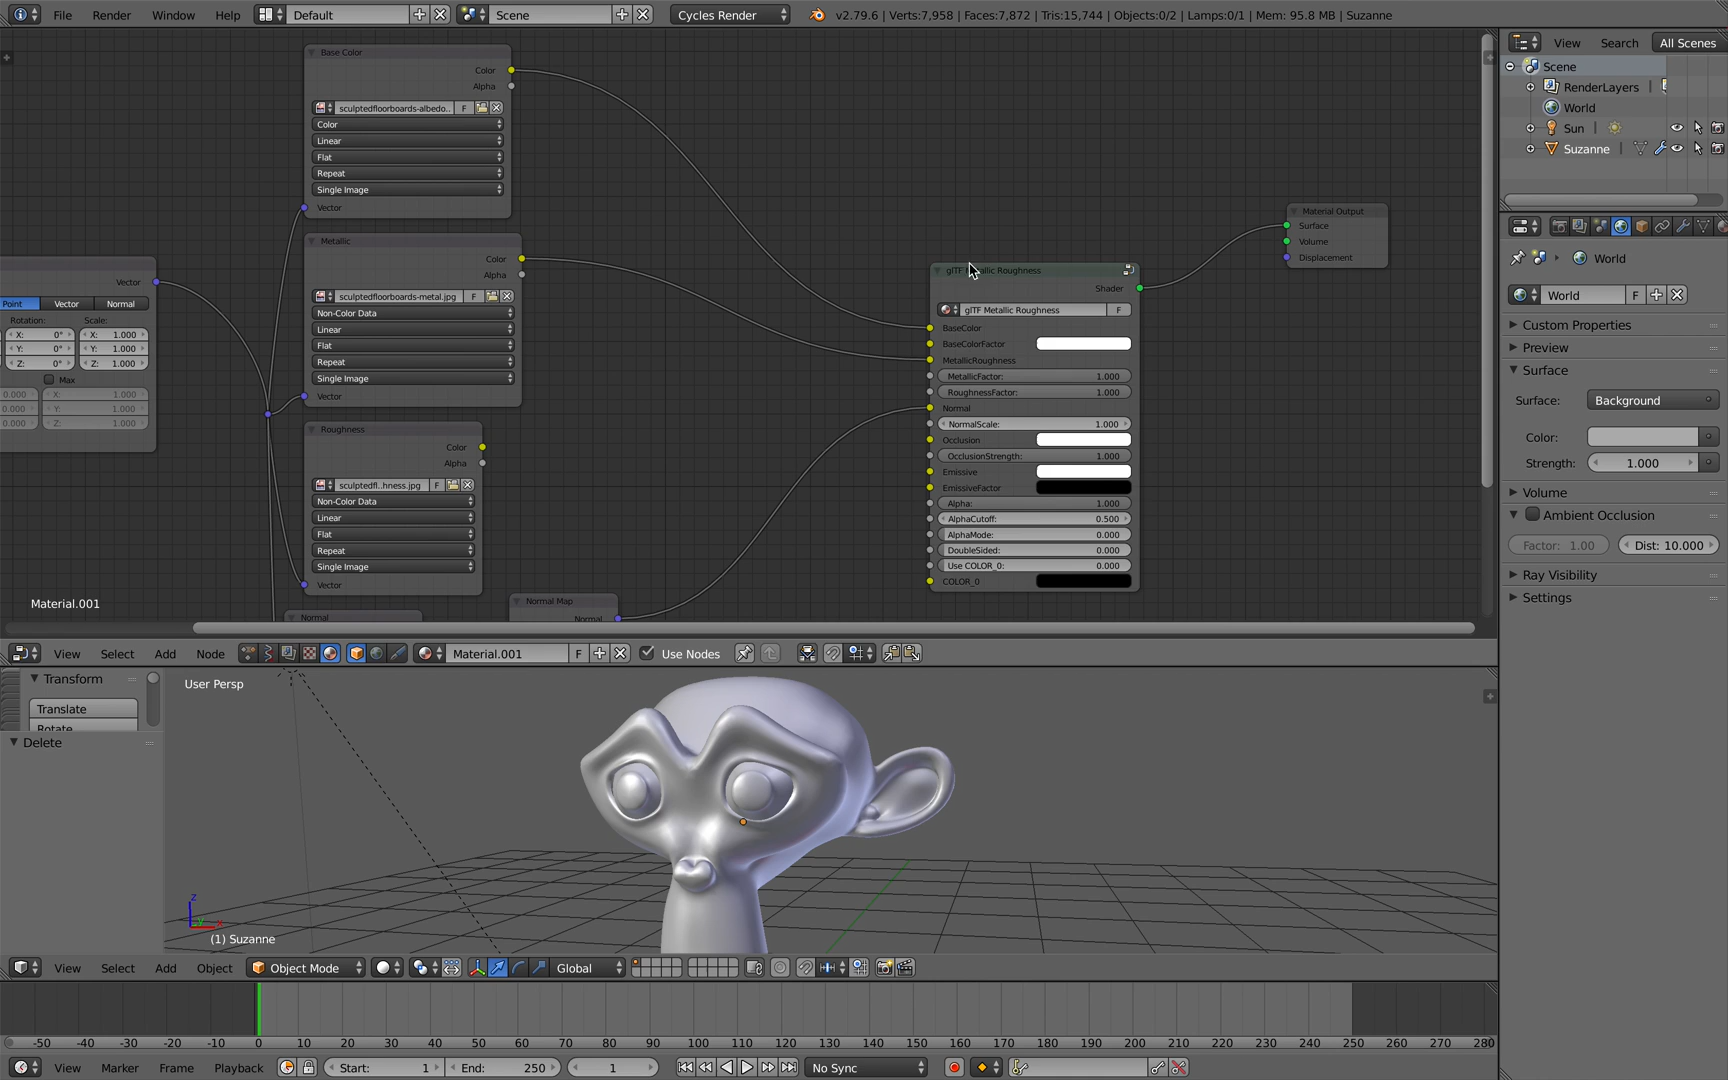 File Render Window Help Default Scene Cycles Render v2.79.6 | Verts:7,958 | Faces:7,872 | Tris:15,744 | Objects:0/2 | Lamps:0/1 | Mem: 95.8 MB | Suzanne
Base Color
Color
Alpha
sculptedfloorboards-albedo.. F
Color
Linear
Flat
Repeat
Single Image
Vector
Metallic
Color
Alpha
sculptedfloorboards-metal.jpg F
Non-Color Data
Linear
Flat
Repeat
Single Image
Vector
Roughness
Color
Alpha
sculptedfl..hness.jpg F
Non-Color Data
Linear
Flat
Repeat
Single Image
Vector
Normal
Normal Map
Normal
Vector
Point Vector Normal
Rotation: Scale:
X: 0° X: 1.000
Y: 0° Y: 1.000
Z: 0° Z: 1.000
Max
0.000 X: 1.000
0.000 Y: 1.000
0.000 Z: 1.000
Material.001
glTF Metallic Roughness
Shader
glTF Metallic Roughness F
BaseColor
BaseColorFactor
MetallicRoughness
MetallicFactor: 1.000
RoughnessFactor: 1.000
Normal
NormalScale: 1.000
Occlusion
OcclusionStrength: 1.000
Emissive
EmissiveFactor
Alpha: 1.000
AlphaCutoff: 0.500
AlphaMode: 0.000
DoubleSided: 0.000
Use COLOR_0: 0.000
COLOR_0
Material Output
Surface
Volume
Displacement
View Select Add Node Material.001 F Use Nodes
Transform
Translate
Rotate
Delete
User Persp
z
y
x
(1) Suzanne
View Select Add Object Object Mode Global
-50 -40 -30 -20 -10 0 10 20 30 40 50 60 70 80 90 100 110 120 130 140 150 160 170 180 190 200 210 220 230 240 250 260 270 280
View Marker Frame Playback Start: 1 End: 250 1 No Sync
View Search All Scenes
Scene
RenderLayers
World
Sun
Suzanne
World
World F
Custom Properties
Preview
Surface
Surface: Background
Color:
Strength: 1.000
Volume
Ambient Occlusion
Factor: 1.00 Dist: 10.000
Ray Visibility
Settings